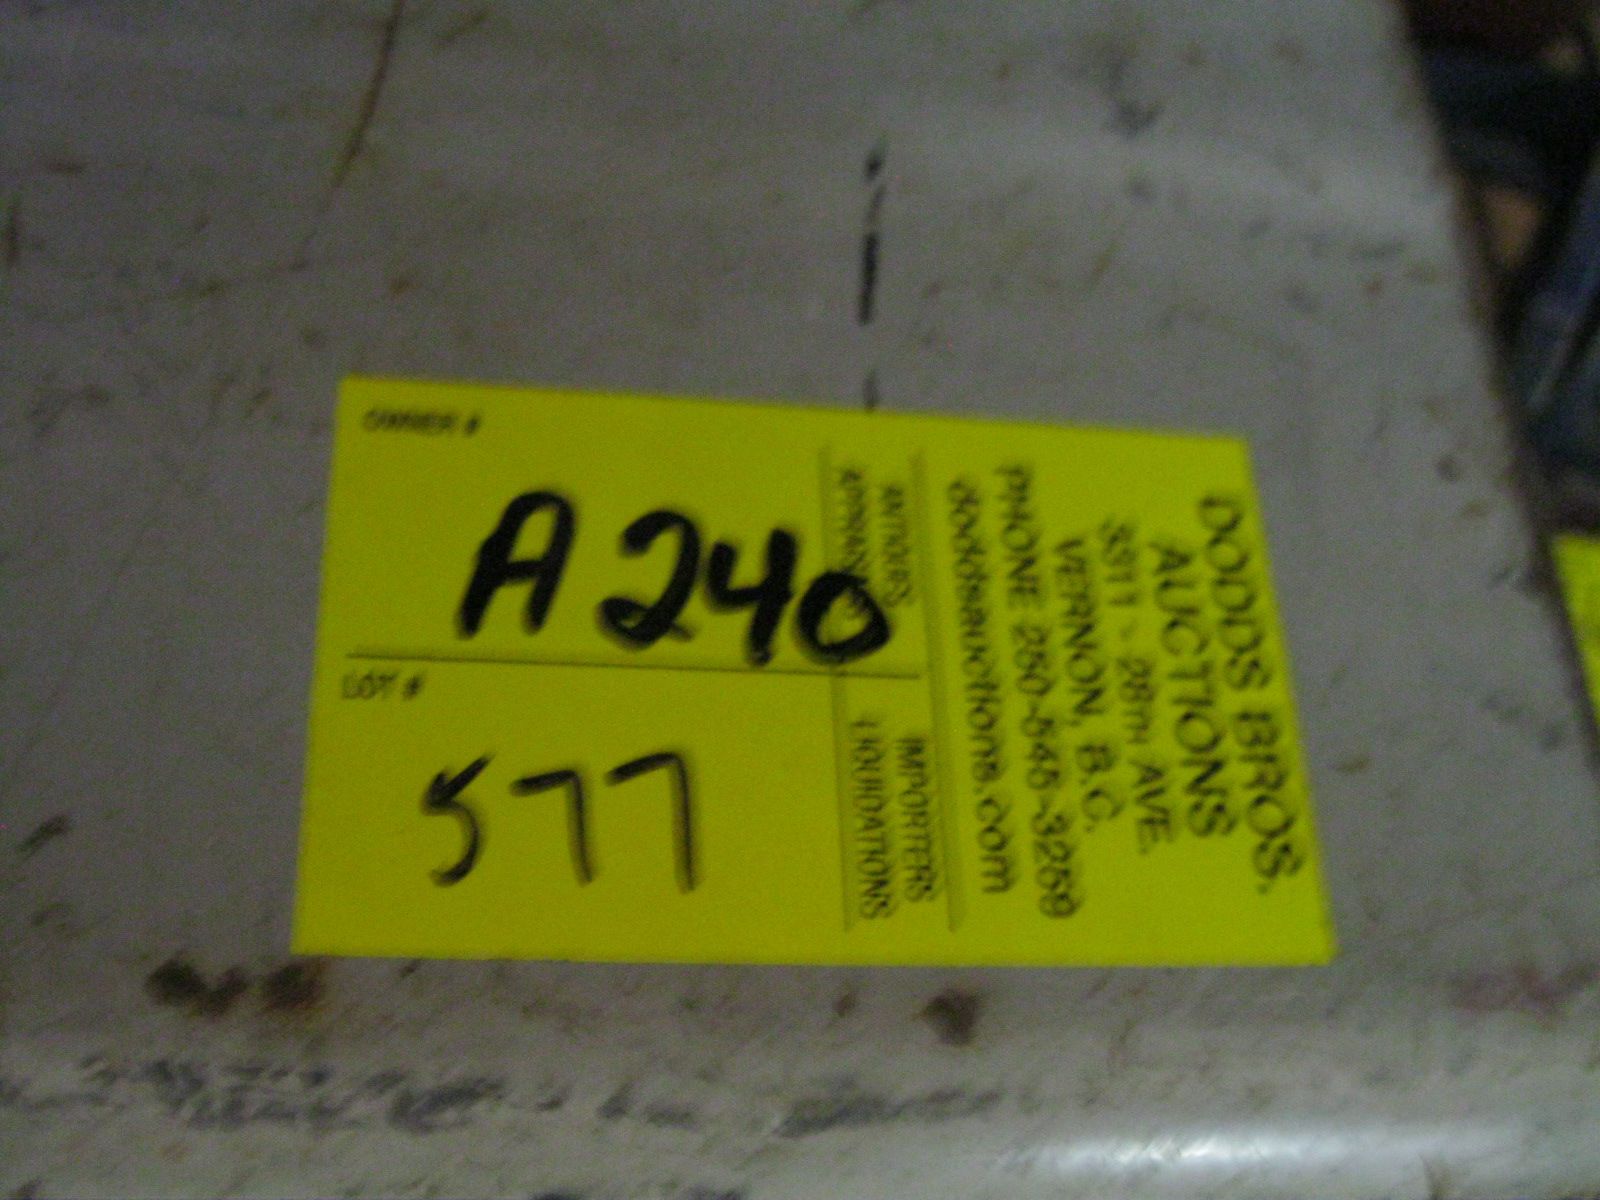 OWNER #
A240
LOT #
577
DODDS BROS.
AUCTIONS
3311 - 28TH AVE.
VERNON, B.C.
PHONE 250-545-3259
doddsauctions.com
ANTIQUES IMPORTERS
LIQUIDATIONS